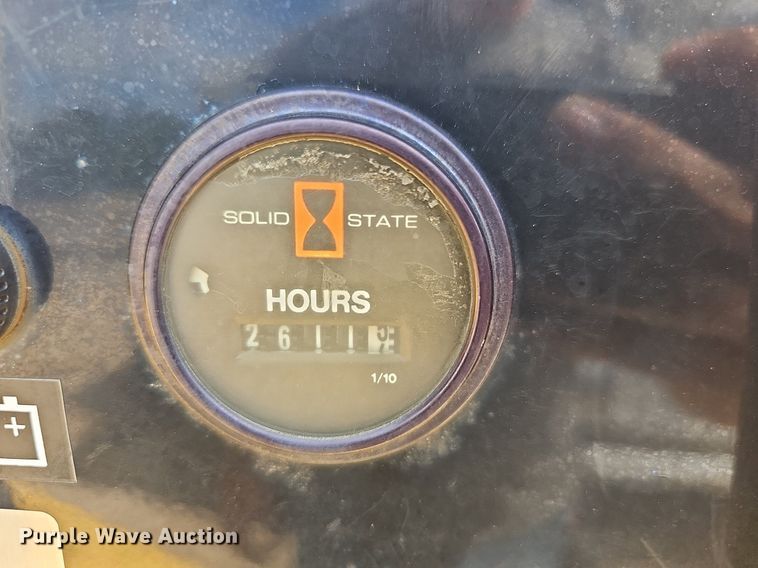 SOLID STATE
HOURS
2611
1/10
+
Purple Wave Auction